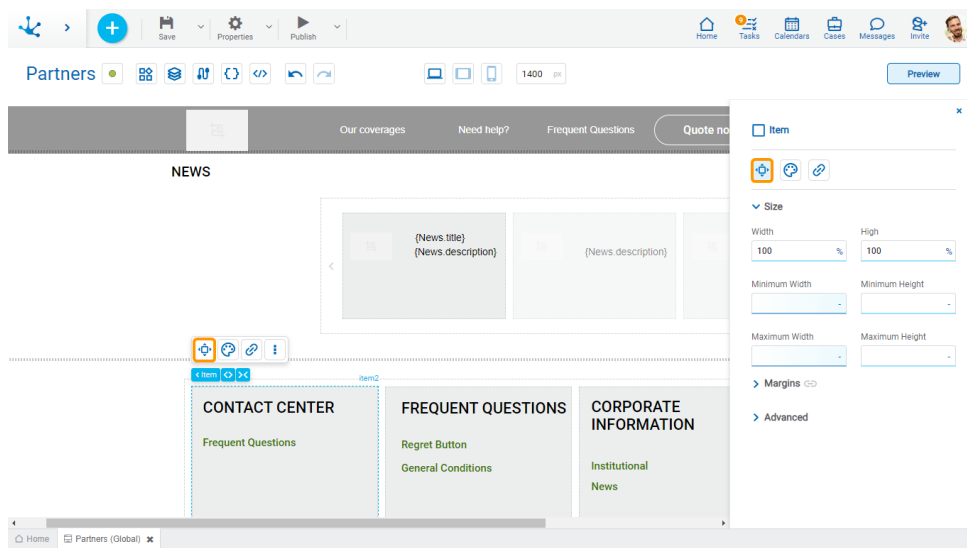 Save
Properties
Publish
Home
9
Tasks
Calendars
Cases
Messages
Invite
Partners
1400 px
Preview
Our coverages
Need help?
Frequent Questions
Quote no
NEWS
{News.title}
{News.description}
{News.description}
Item
item2
CONTACT CENTER
Frequent Questions
FREQUENT QUESTIONS
Regret Button
General Conditions
CORPORATE
INFORMATION
Institutional
News
Item
Size
Width
High
100 %
100 %
Minimum Width
Minimum Height
-
-
Maximum Width
Maximum Height
-
-
Margins
Advanced
Home
Partners (Global)